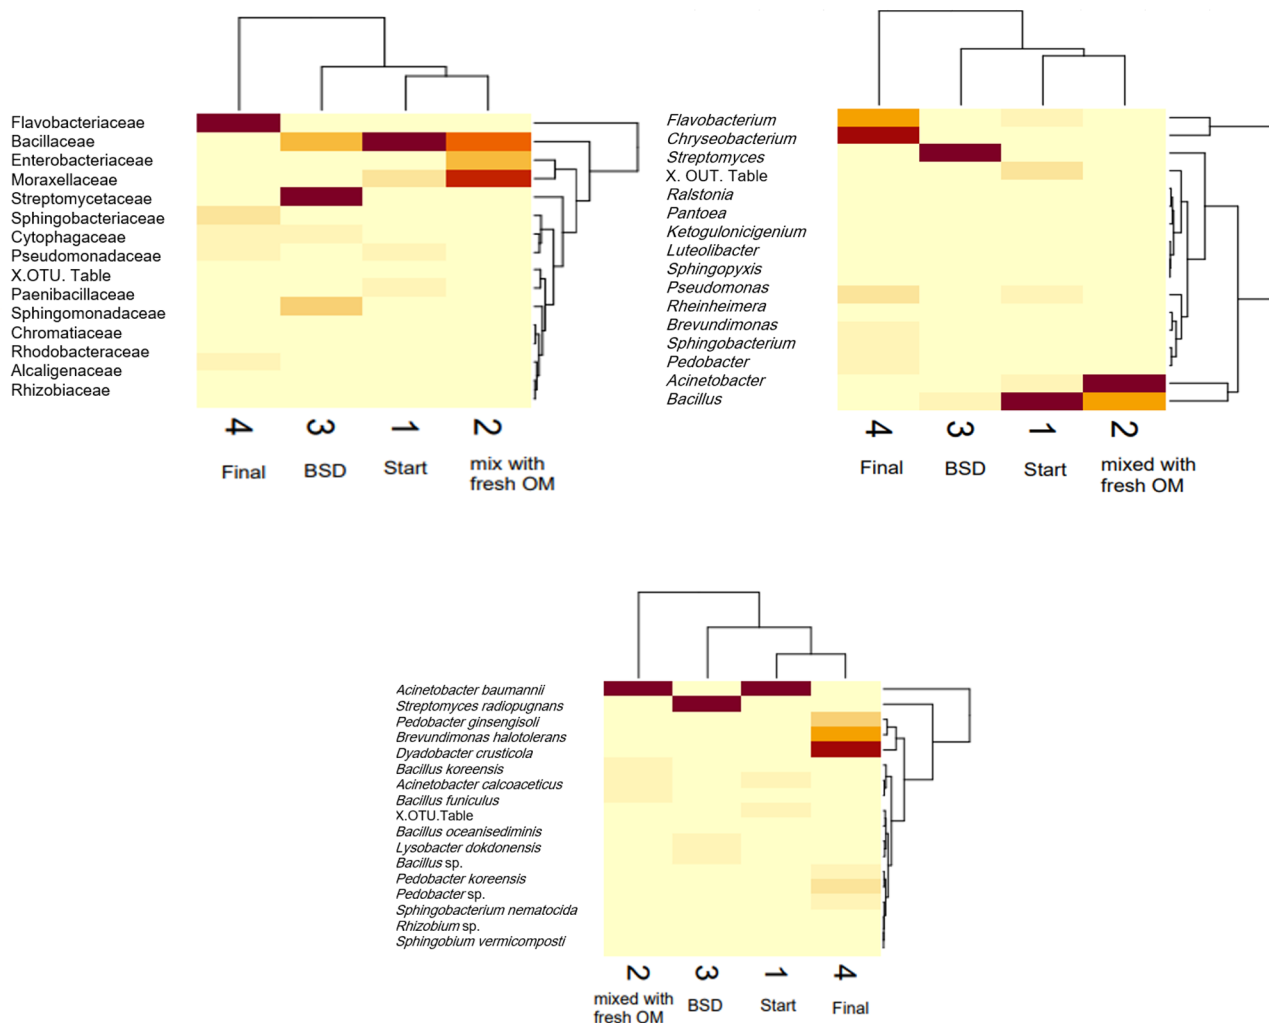 Flavobacteriaceae
Bacillaceae
Enterobacteriaceae
Moraxellaceae
Streptomycetaceae
Sphingobacteriaceae
Cytophagaceae
Pseudomonadaceae
X.OTU. Table
Paenibacillaceae
Sphingomonadaceae
Chromatiaceae
Rhodobacteraceae
Alcaligenaceae
Rhizobiaceae
4 3 1 2
Final BSD Start mix with
fresh OM
Flavobacterium
Chryseobacterium
Streptomyces
X. OUT. Table
Ralstonia
Pantoea
Ketogulonicigenium
Luteolibacter
Sphingopyxis
Pseudomonas
Rheinheimera
Brevundimonas
Sphingobacterium
Pedobacter
Acinetobacter
Bacillus
4 3 1 2
Final BSD Start mixed with
fresh OM
Acinetobacter baumannii
Streptomyces radiopugnans
Pedobacter ginsengisoli
Brevundimonas halotolerans
Dyadobacter crusticola
Bacillus koreensis
Acinetobacter calcoaceticus
Bacillus funiculus
X.OTU.Table
Bacillus oceanisediminis
Lysobacter dokdonensis
Bacillus sp.
Pedobacter koreensis
Pedobacter sp.
Sphingobacterium nematocida
Rhizobium sp.
Sphingobium vermicomposti
2 3 1 4
mixed with BSD Start Final
fresh OM